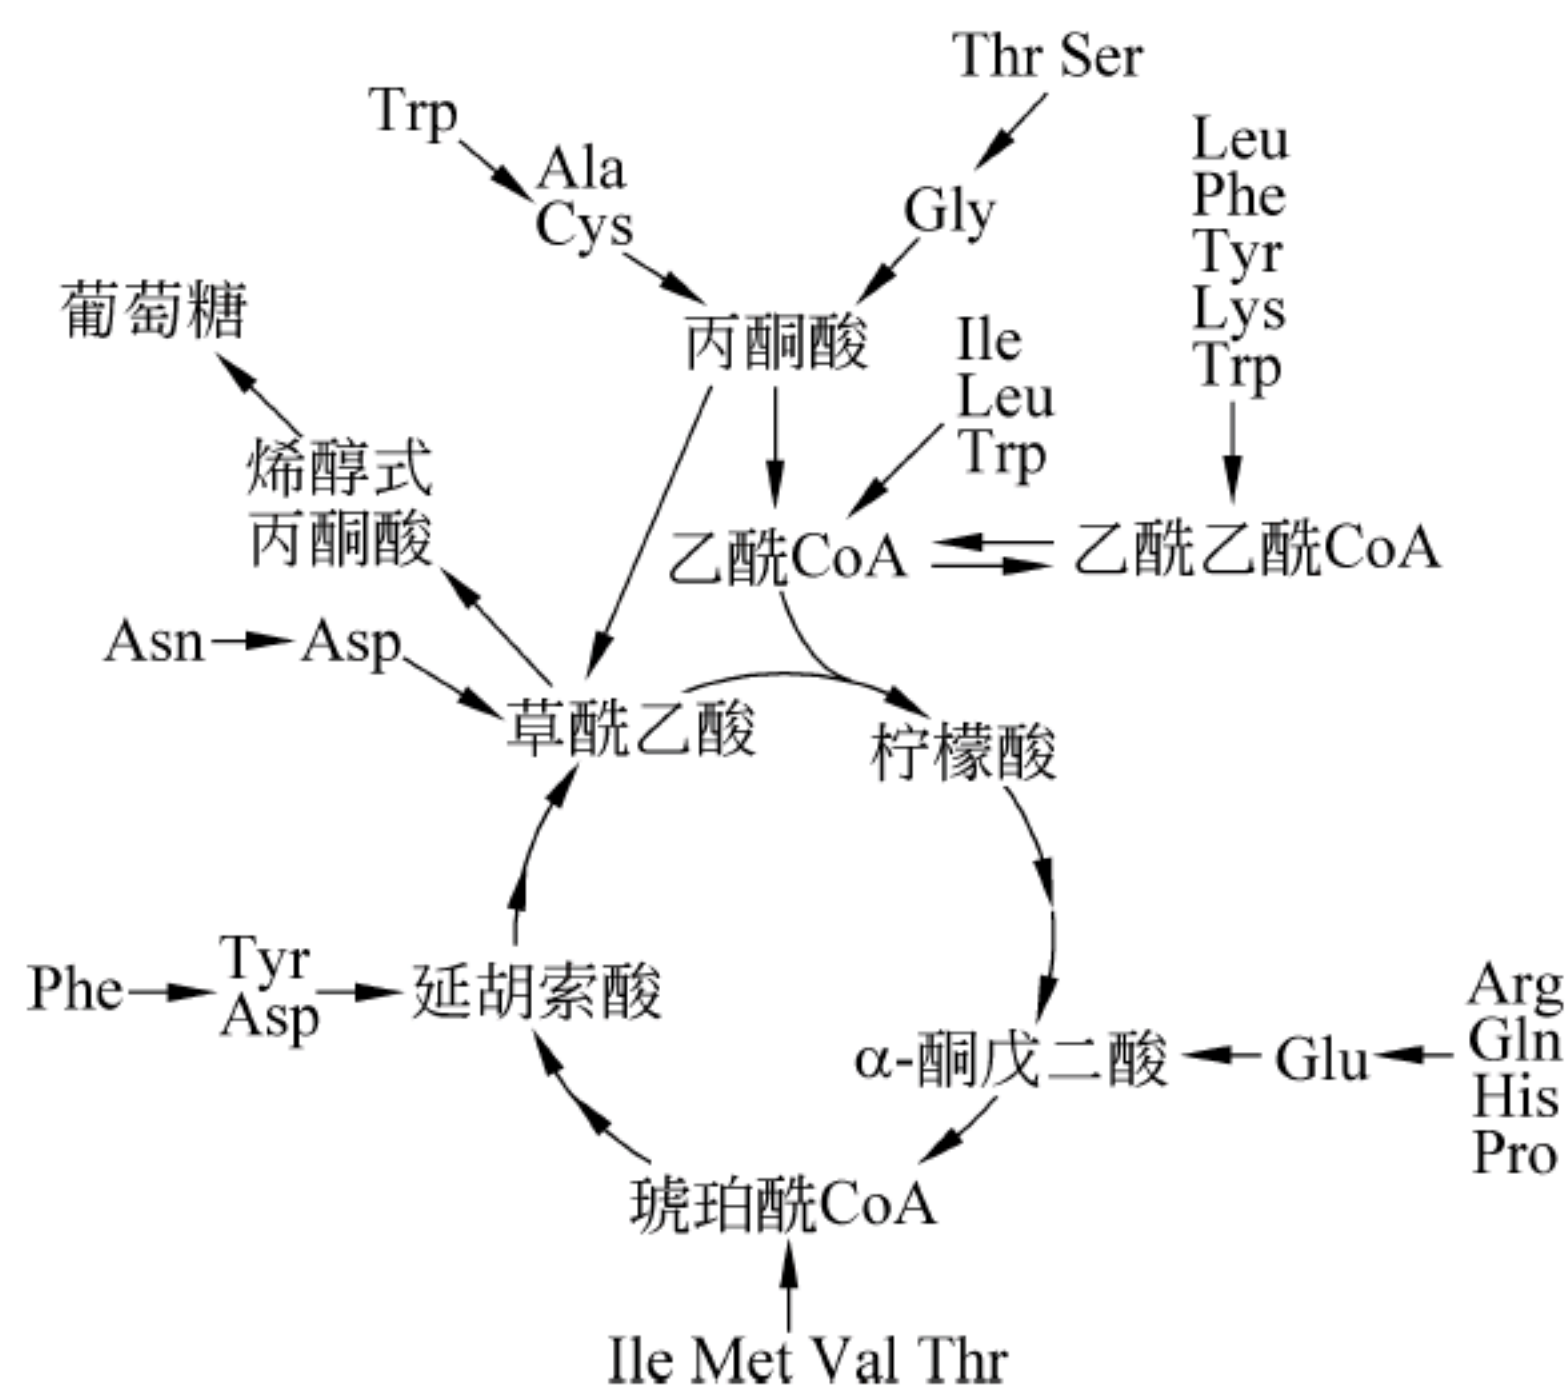 Thr Ser
Trp
Ala
Cys
Gly
Leu
Phe
Tyr
Lys
Trp
葡萄糖
丙酮酸
Ile
Leu
Trp
烯醇式
丙酮酸
乙酰CoA
乙酰乙酰CoA
Asn
Asp
草酰乙酸
柠檬酸
Phe
Tyr
Asp
延胡索酸
α-酮戊二酸
Glu
Arg
Gln
His
Pro
琥珀酰CoA
Ile Met Val Thr